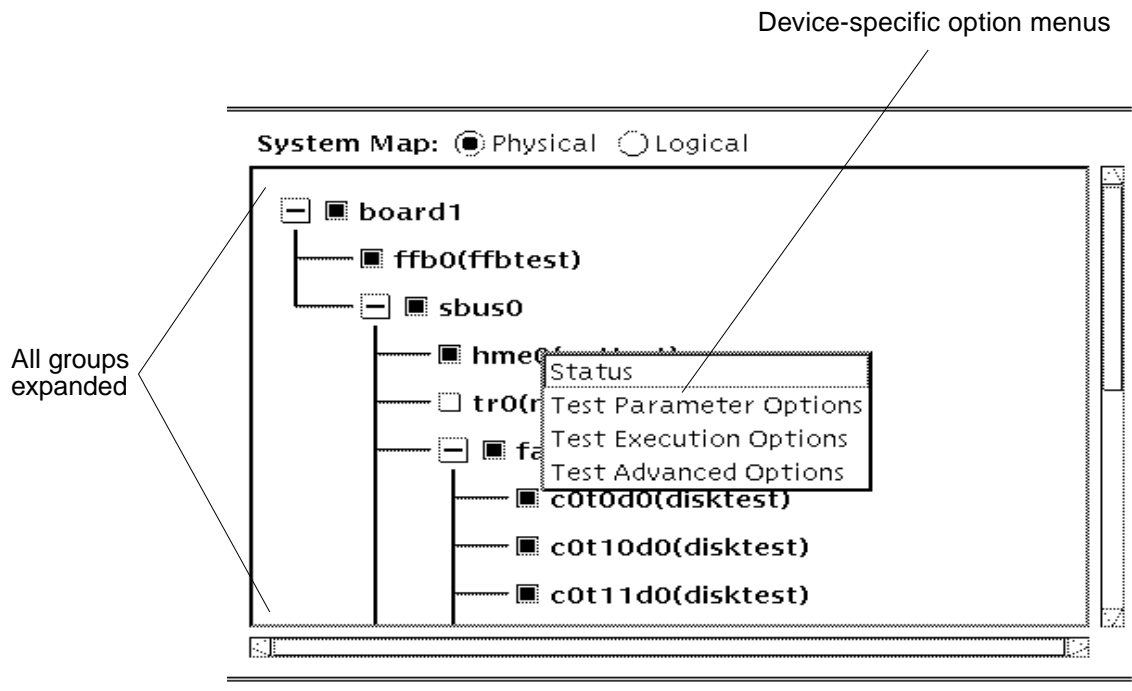 Device-specific option menus
System Map: Physical Logical
board1
ffb0(ffbtest)
sbus0
All groups
expanded
Status
Test Parameter Options
Test Execution Options
Test Advanced Options
c0t0d0(disktest)
c0t10d0(disktest)
c0t11d0(disktest)